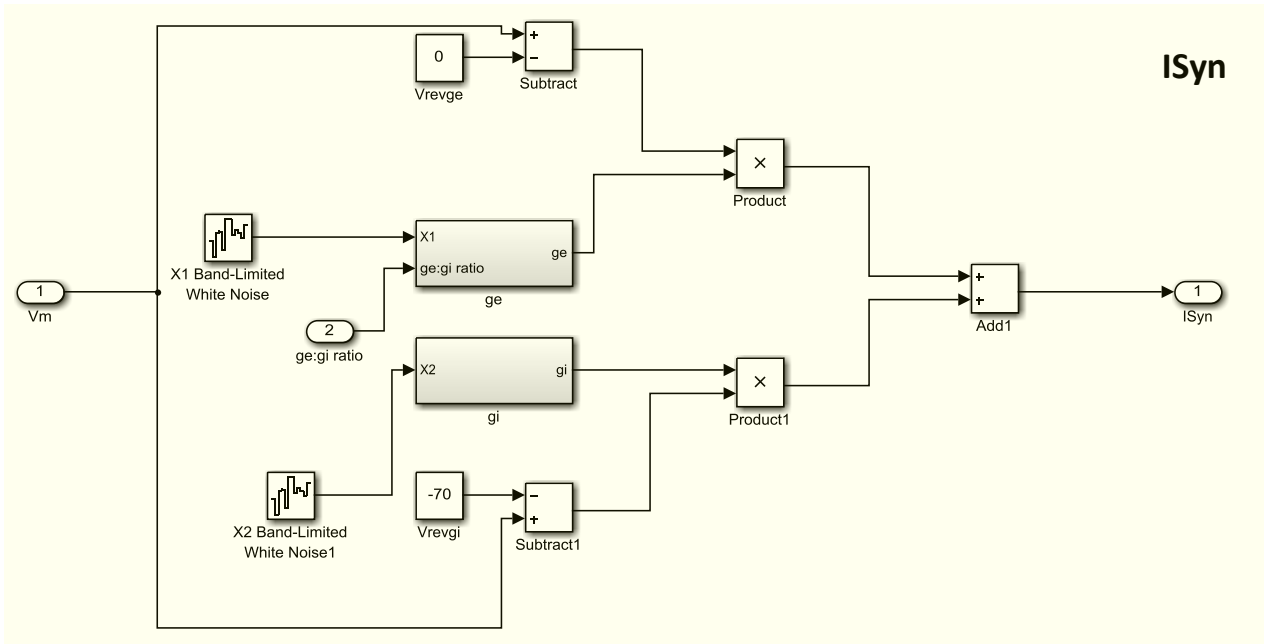 ISyn
+
−
Subtract
0
Vrevge
×
Product
X1 Band-Limited
White Noise
X1
ge:gi ratio
ge
ge
1
Vm
2
ge:gi ratio
X2
gi
gi
×
Product1
+
+
Add1
1
ISyn
X2 Band-Limited
White Noise1
-70
Vrevgi
−
+
Subtract1